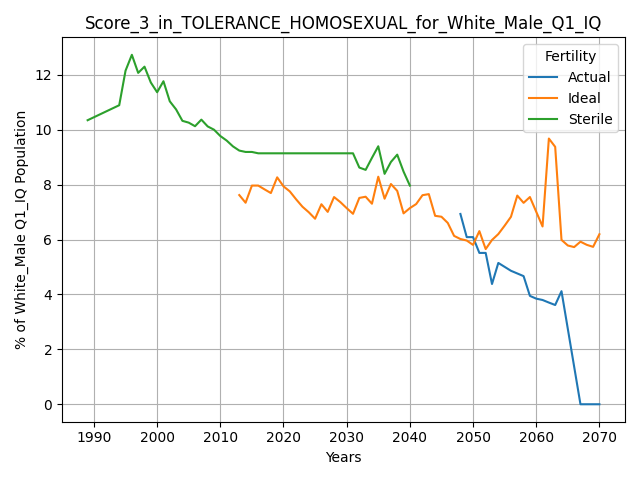 Score_3_in_TOLERANCE_HOMOSEXUAL_for_White_Male_Q1_IQ
Fertility
Actual
Ideal
Sterile
% of White_Male Q1_IQ Population
12
10
8
6
4
2
0
1990 2000 2010 2020 2030 2040 2050 2060 2070
Years